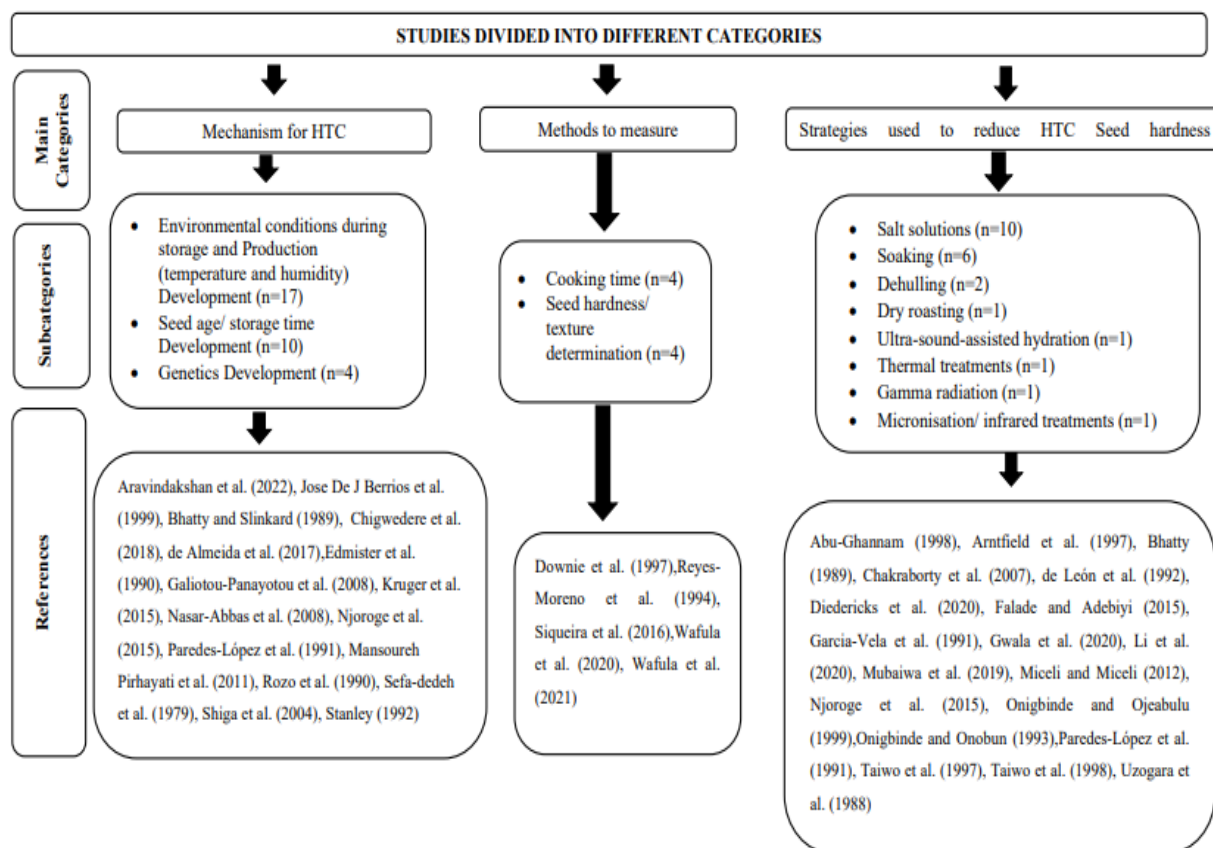 STUDIES DIVIDED INTO DIFFERENT CATEGORIES
Main
Categories
Mechanism for HTC
Methods to measure
Strategies used to reduce HTC Seed hardness
Subcategories
• Environmental conditions during
storage and Production
(temperature and humidity)
Development (n=17)
• Seed age/ storage time
Development (n=10)
• Genetics Development (n=4)
• Cooking time (n=4)
• Seed hardness/
texture
determination (n=4)
• Salt solutions (n=10)
• Soaking (n=6)
• Dehulling (n=2)
• Dry roasting (n=1)
• Ultra-sound-assisted hydration (n=1)
• Thermal treatments (n=1)
• Gamma radiation (n=1)
• Micronisation/ infrared treatments (n=1)
References
Aravindakshan et al. (2022), Jose De J Berrios et al.
(1999), Bhatty and Slinkard (1989), Chigwedere et al.
(2018), de Almeida et al. (2017),Edmister et al.
(1990), Galiotou-Panayotou et al. (2008), Kruger et al.
(2015), Nasar-Abbas et al. (2008), Njoroge et al.
(2015), Paredes-López et al. (1991), Mansoureh
Pirhayati et al. (2011), Rozo et al. (1990), Sefa-dedeh
et al. (1979), Shiga et al. (2004), Stanley (1992)
Downie et al. (1997),Reyes-
Moreno et al. (1994),
Siqueira et al. (2016),Wafula
et al. (2020), Wafula et al.
(2021)
Abu-Ghannam (1998), Arntfield et al. (1997), Bhatty
(1989), Chakraborty et al. (2007), de León et al. (1992),
Diedericks et al. (2020), Falade and Adebiyi (2015),
Garcia-Vela et al. (1991), Gwala et al. (2020), Li et al.
(2020), Mubaiwa et al. (2019), Miceli and Miceli (2012),
Njoroge et al. (2015), Onigbinde and Ojeabulu
(1999),Onigbinde and Onobun (1993),Paredes-López et al.
(1991), Taiwo et al. (1997), Taiwo et al. (1998), Uzogara et
al. (1988)